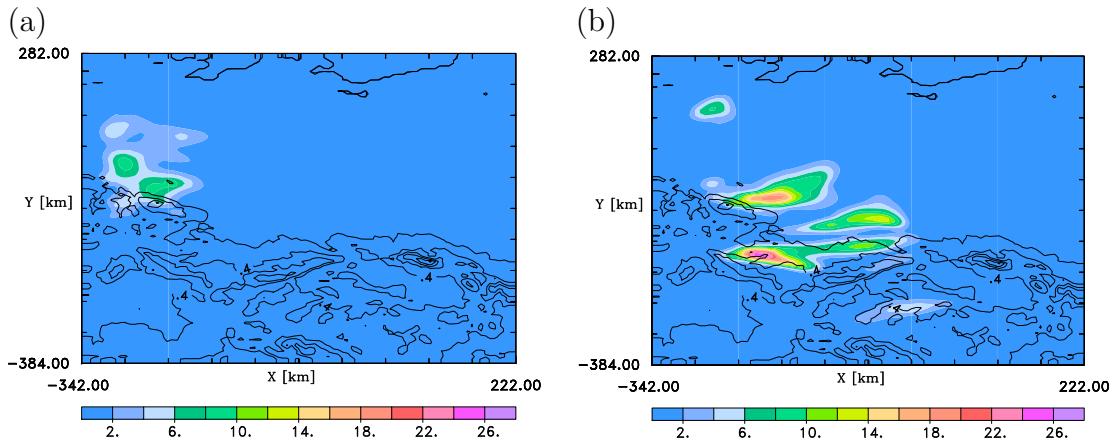 (a)
282.00
Y [km]
.4
.4
.4
.4
-384.00
X [km]
-342.00
222.00
2. 6. 10. 14. 18. 22. 26.
(b)
282.00
Y [km]
.4
.4
.4
.4
-384.00
X [km]
-342.00
222.00
2. 6. 10. 14. 18. 22. 26.